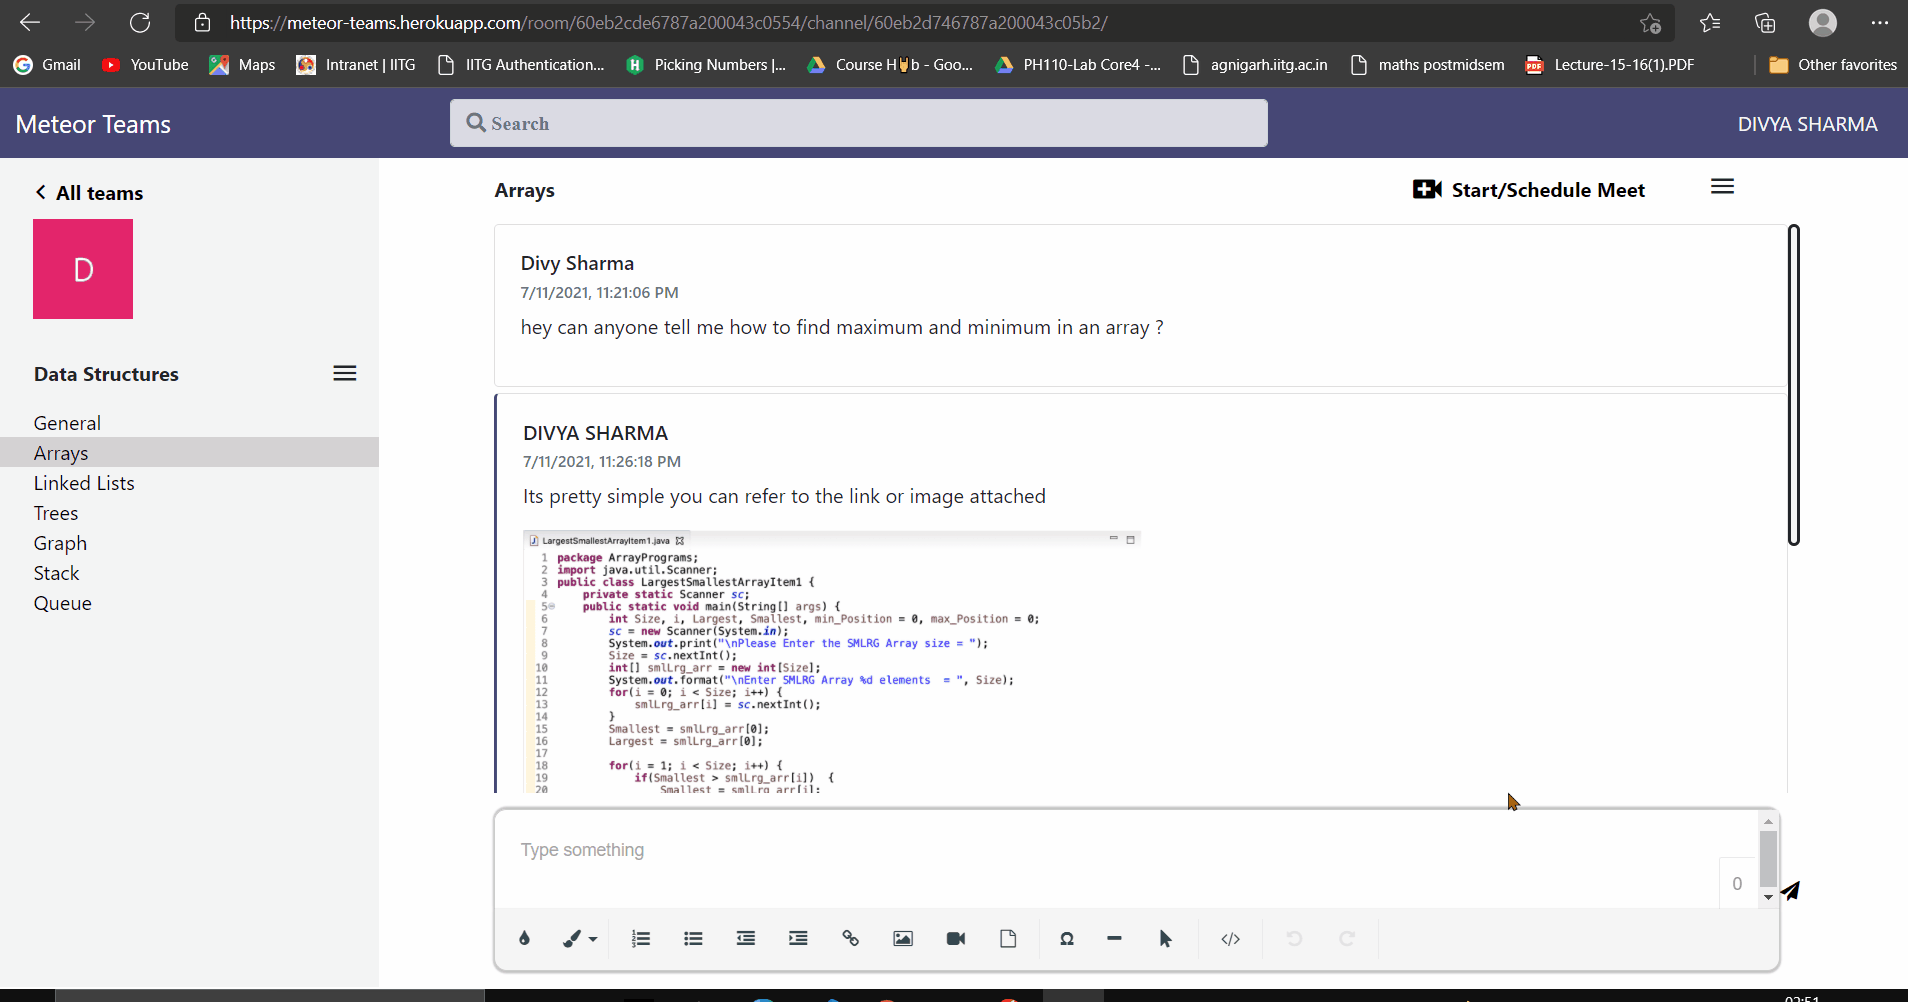 https://meteor-teams.herokuapp.com/room/60eb2cde6787a200043c0554/channel/60eb2d746787a200043c05b2/
Gmail YouTube Maps Intranet | IITG IITG Authentication... Picking Numbers |... Course H b - Goo... PH110-Lab Core4 -... agnigarh.iitg.ac.in maths postmidsem Lecture-15-16(1).PDF Other favorites
Meteor Teams Search DIVYA SHARMA
All teams
D
Data Structures
General
Arrays
Linked Lists
Trees
Graph
Stack
Queue
Arrays Start/Schedule Meet
Divy Sharma
7/11/2021, 11:21:06 PM
hey can anyone tell me how to find maximum and minimum in an array ?
DIVYA SHARMA
7/11/2021, 11:26:18 PM
Its pretty simple you can refer to the link or image attached
LargestSmallestArrayItem1.java
1 package ArrayPrograms;
2 import java.util.Scanner;
3 public class LargestSmallestArrayItem1 {
4 private static Scanner sc;
5 public static void main(String[] args) {
6 int Size, i, Largest, Smallest, min_Position = 0, max_Position = 0;
7 sc = new Scanner(System.in);
8 System.out.print("\nPlease Enter the SMLRG Array size = ");
9 Size = sc.nextInt();
10 int[] smlLrg_arr = new int[Size];
11 System.out.format("\nEnter SMLRG Array %d elements  = ", Size);
12 for(i = 0; i < Size; i++) {
13 smlLrg_arr[i] = sc.nextInt();
14 }
15 Smallest = smlLrg_arr[0];
16 Largest = smlLrg_arr[0];
17
18 for(i = 1; i < Size; i++) {
19 if(Smallest > smlLrg_arr[i])  {
20 Smallest = smlLrg_arr[i];
Type something
0
02:51